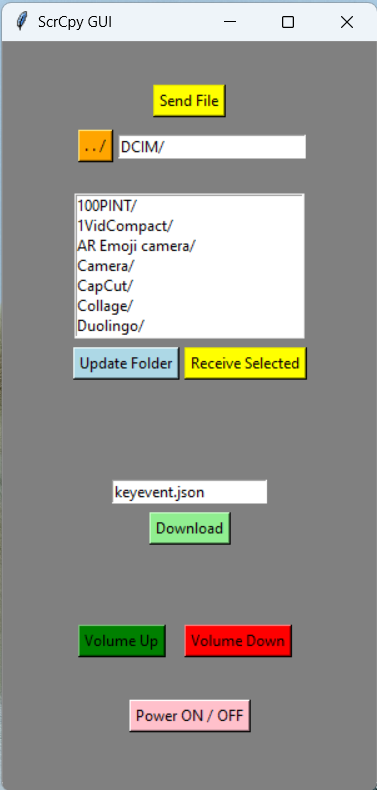 ScrCpy GUI
Send File
../ DCIM/
100PINT/
1VidCompact/
AR Emoji camera/
Camera/
CapCut/
Collage/
Duolingo/
Update Folder Receive Selected
keyevent.json
Download
Volume Up Volume Down
Power ON / OFF